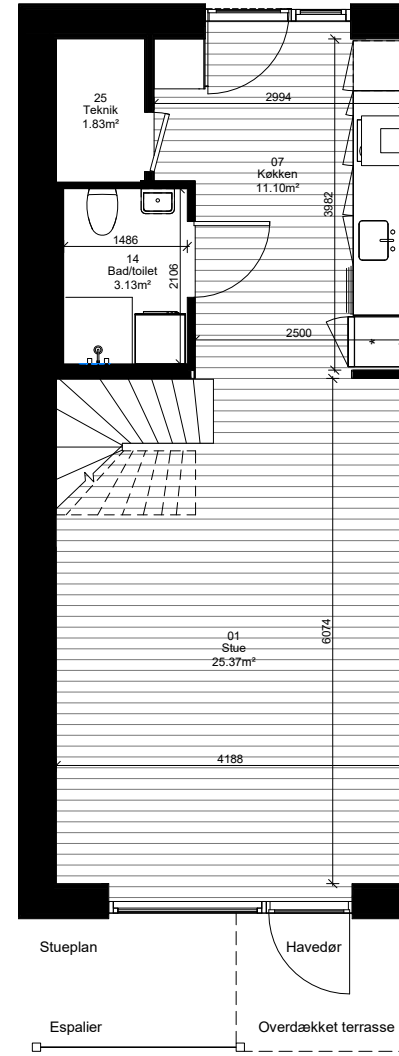 25
Teknik
1.83m²
2994
07
Køkken
11.10m²
3982
1486
14
Bad/toilet
3.13m²
2106
2500
*
01
Stue
25.37m²
6074
4188
Stueplan
Havedør
Espalier
Overdækket terrasse